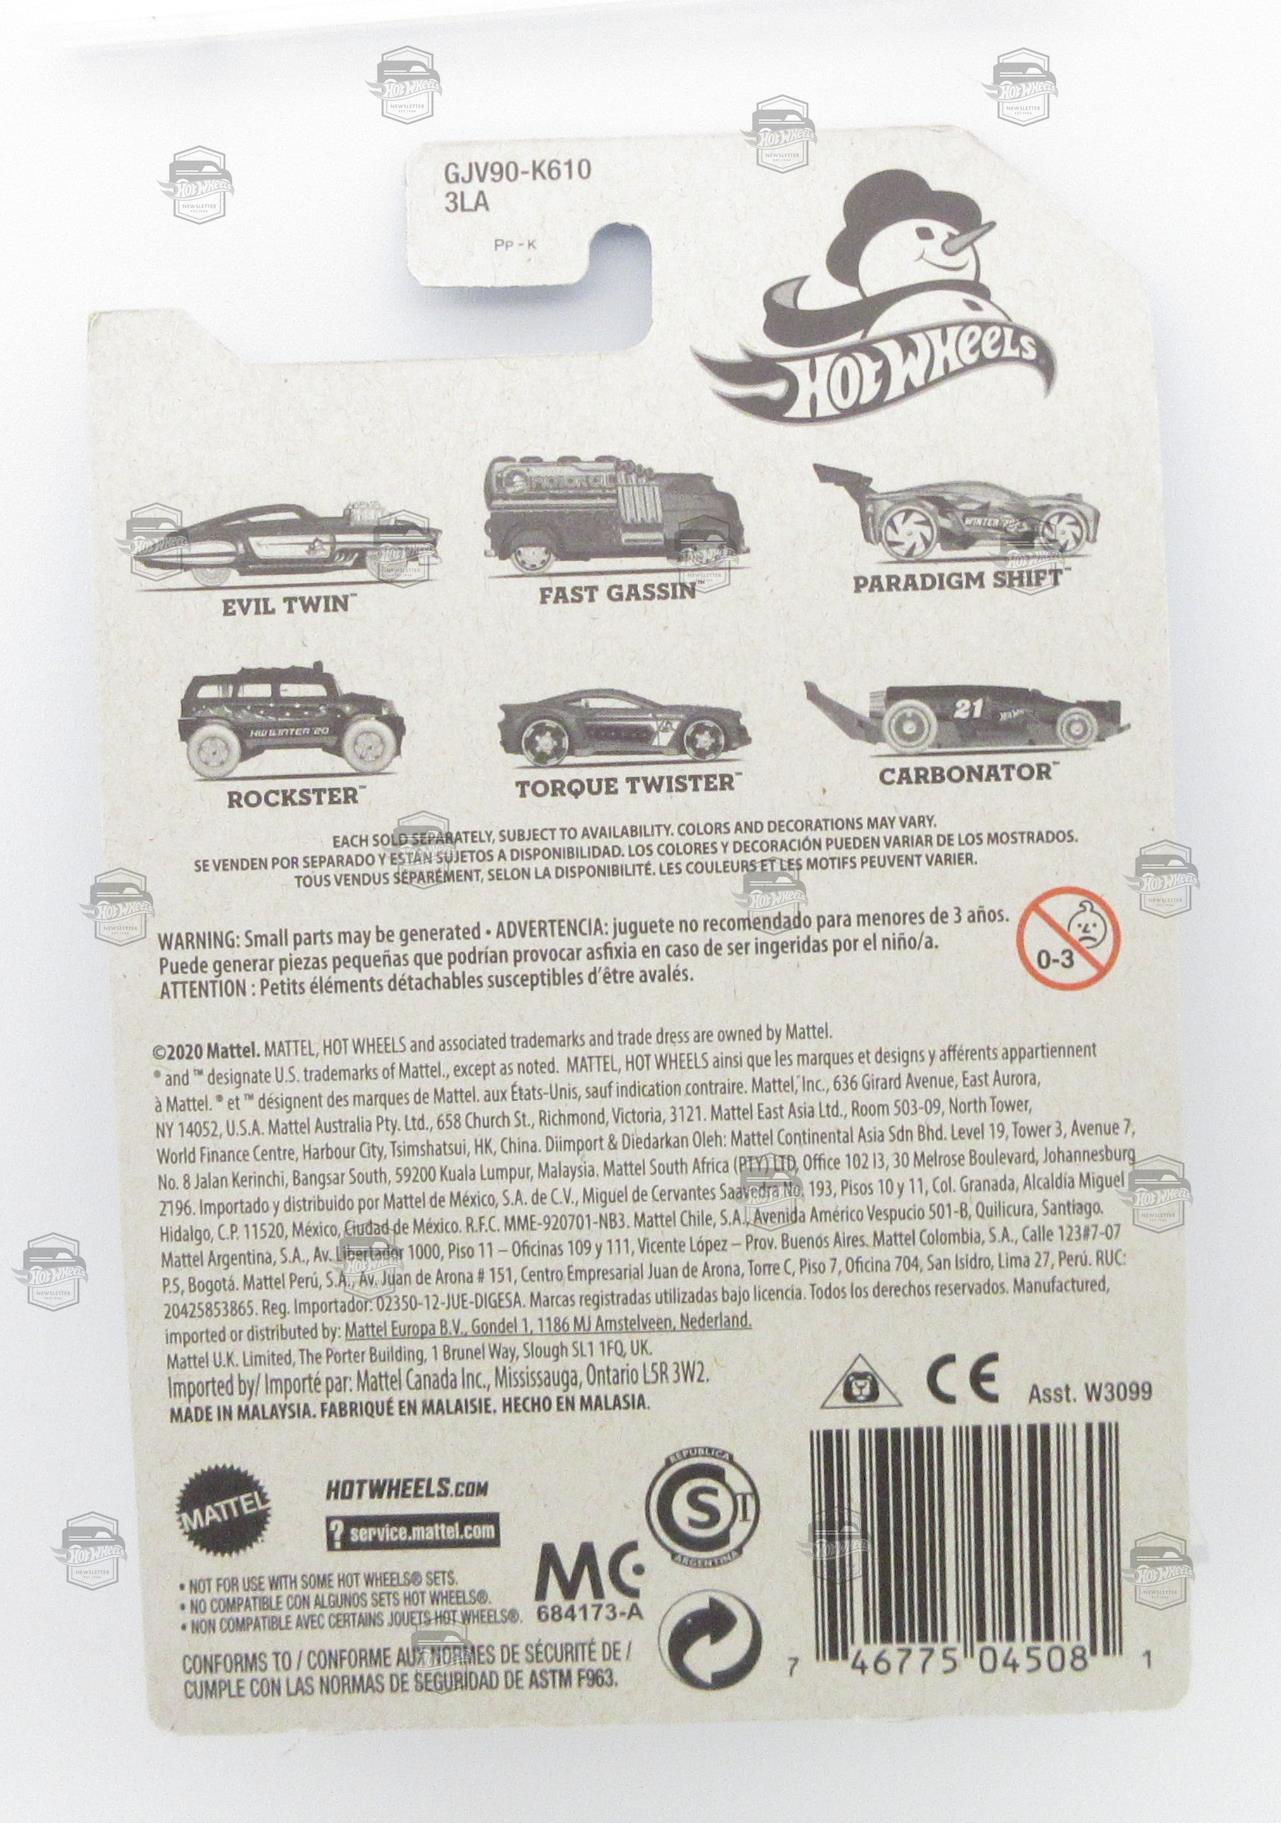 GJV90-K610
3LA
PP-K
HOT WHEELS
EVIL TWIN™
FAST GASSIN™
WINTER
PARADIGM SHIFT™
HW WINTER '20
ROCKSTER™
TORQUE TWISTER™
21
CARBONATOR™
EACH SOLD SEPARATELY, SUBJECT TO AVAILABILITY. COLORS AND DECORATIONS MAY VARY.
SE VENDEN POR SEPARADO Y ESTÁN SUJETOS A DISPONIBILIDAD. LOS COLORES Y DECORACIÓN PUEDEN VARIAR DE LOS MOSTRADOS.
TOUS VENDUS SÉPARÉMENT, SELON LA DISPONIBILITÉ. LES COULEURS ET LES MOTIFS PEUVENT VARIER.
WARNING: Small parts may be generated • ADVERTENCIA: juguete no recomendado para menores de 3 años.
Puede generar piezas pequeñas que podrían provocar asfixia en caso de ser ingeridas por el niño/a.
ATTENTION : Petits éléments détachables susceptibles d'être avalés.
0-3
©2020 Mattel. MATTEL, HOT WHEELS and associated trademarks and trade dress are owned by Mattel.
® and ™ designate U.S. trademarks of Mattel., except as noted. MATTEL, HOT WHEELS ainsi que les marques et designs y afférents appartiennent
à Mattel. ® et ™ désignent des marques de Mattel. aux États-Unis, sauf indication contraire. Mattel, Inc., 636 Girard Avenue, East Aurora,
NY 14052, U.S.A. Mattel Australia Pty. Ltd., 658 Church St., Richmond, Victoria, 3121. Mattel East Asia Ltd., Room 503-09, North Tower,
World Finance Centre, Harbour City, Tsimshatsui, HK, China. Diimport & Diedarkan Oleh: Mattel Continental Asia Sdn Bhd. Level 19, Tower 3, Avenue 7,
No. 8 Jalan Kerinchi, Bangsar South, 59200 Kuala Lumpur, Malaysia. Mattel South Africa (PTY) LTD, Office 102 I3, 30 Melrose Boulevard, Johannesburg
2196. Importado y distribuido por Mattel de México, S.A. de C.V., Miguel de Cervantes Saavedra No. 193, Pisos 10 y 11, Col. Granada, Alcaldía Miguel
Hidalgo, C.P. 11520, México, Ciudad de México. R.F.C. MME-920701-NB3. Mattel Chile, S.A., Avenida Américo Vespucio 501-B, Quilicura, Santiago.
Mattel Argentina, S.A., Av. Libertador 1000, Piso 11 – Oficinas 109 y 111, Vicente López – Prov. Buenos Aires. Mattel Colombia, S.A., Calle 123#7-07
P.5, Bogotá. Mattel Perú, S.A., Av. Juan de Arona # 151, Centro Empresarial Juan de Arona, Torre C, Piso 7, Oficina 704, San Isidro, Lima 27, Perú. RUC:
20425853865. Reg. Importador: 02350-12-JUE-DIGESA. Marcas registradas utilizadas bajo licencia. Todos los derechos reservados. Manufactured,
imported or distributed by: Mattel Europa B.V., Gondel 1, 1186 MJ Amstelveen, Nederland.
Mattel U.K. Limited, The Porter Building, 1 Brunel Way, Slough SL1 1FQ, UK.
Imported by/ Importé par: Mattel Canada Inc., Mississauga, Ontario L5R 3W2.
MADE IN MALAYSIA. FABRIQUÉ EN MALAISIE. HECHO EN MALASIA.
CE
Asst. W3099
MATTEL
HOTWHEELS.COM
? service.mattel.com
REPUBLICA
S T
ARGENTINA
• NOT FOR USE WITH SOME HOT WHEELS® SETS.
• NO COMPATIBLE CON ALGUNOS SETS HOT WHEELS®.
• NON COMPATIBLE AVEC CERTAINS JOUETS HOT WHEELS®.
MC
684173-A
CONFORMS TO / CONFORME AUX NORMES DE SÉCURITÉ DE /
CUMPLE CON LAS NORMAS DE SEGURIDAD DE ASTM F963.
7 46775 04508 1